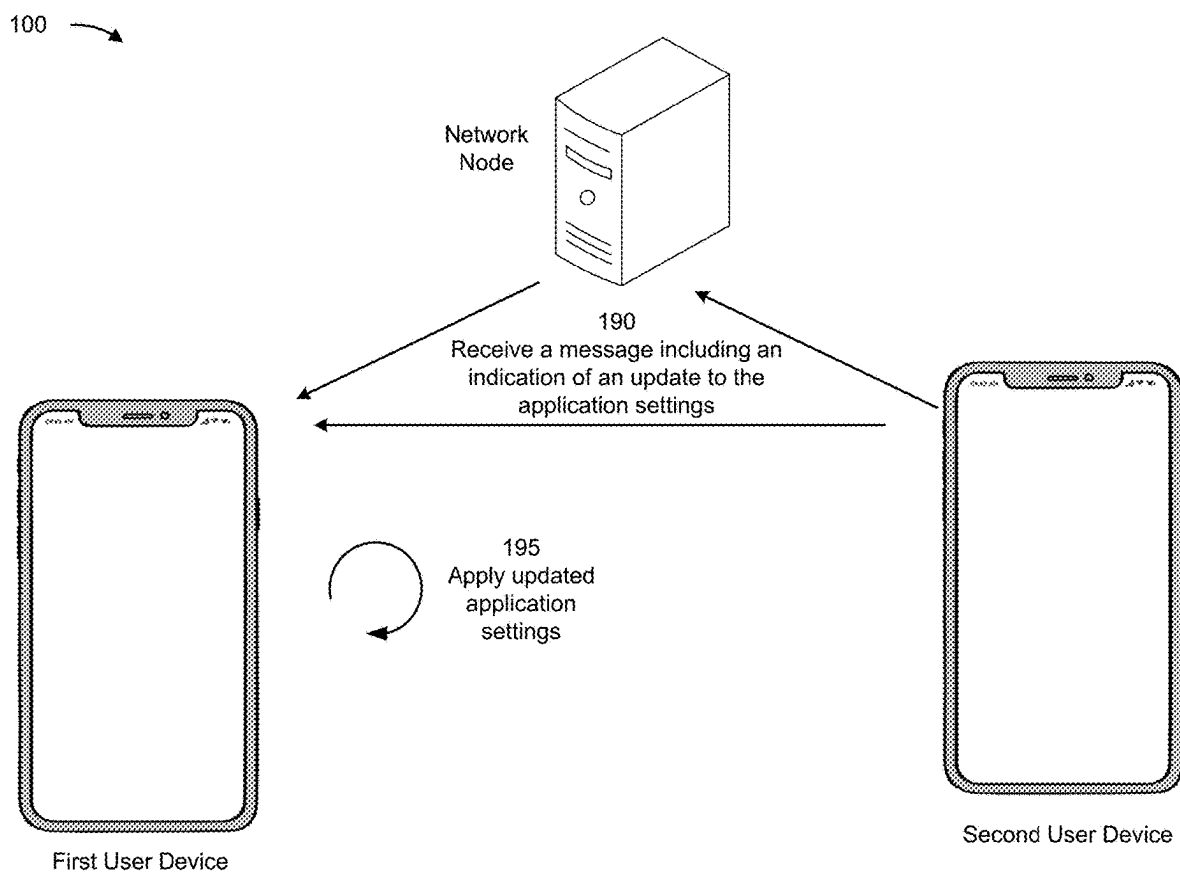 100
Network
Node
190
Receive a message including an
indication of an update to the
application settings
195
Apply updated
application
settings
First User Device
Second User Device